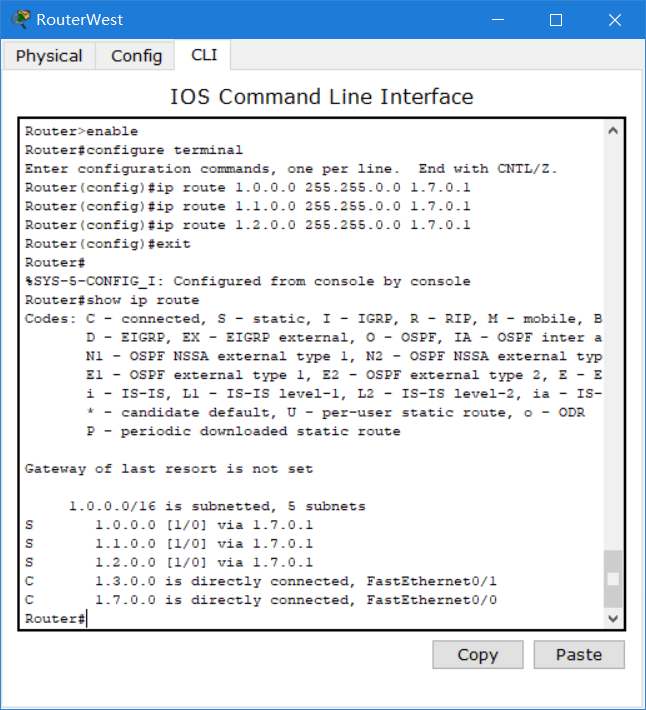 RouterWest
Physical Config CLI
IOS Command Line Interface
Router>enable
Router#configure terminal
Enter configuration commands, one per line.  End with CNTL/Z.
Router(config)#ip route 1.0.0.0 255.255.0.0 1.7.0.1
Router(config)#ip route 1.1.0.0 255.255.0.0 1.7.0.1
Router(config)#ip route 1.2.0.0 255.255.0.0 1.7.0.1
Router(config)#exit
Router#
%SYS-5-CONFIG_I: Configured from console by console
Router#show ip route
Codes: C - connected, S - static, I - IGRP, R - RIP, M - mobile, B
       D - EIGRP, EX - EIGRP external, O - OSPF, IA - OSPF inter a
       N1 - OSPF NSSA external type 1, N2 - OSPF NSSA external typ
       E1 - OSPF external type 1, E2 - OSPF external type 2, E - E
       i - IS-IS, L1 - IS-IS level-1, L2 - IS-IS level-2, ia - IS-
       * - candidate default, U - per-user static route, o - ODR
       P - periodic downloaded static route
Gateway of last resort is not set
     1.0.0.0/16 is subnetted, 5 subnets
S       1.0.0.0 [1/0] via 1.7.0.1
S       1.1.0.0 [1/0] via 1.7.0.1
S       1.2.0.0 [1/0] via 1.7.0.1
C       1.3.0.0 is directly connected, FastEthernet0/1
C       1.7.0.0 is directly connected, FastEthernet0/0
Router#
Copy Paste